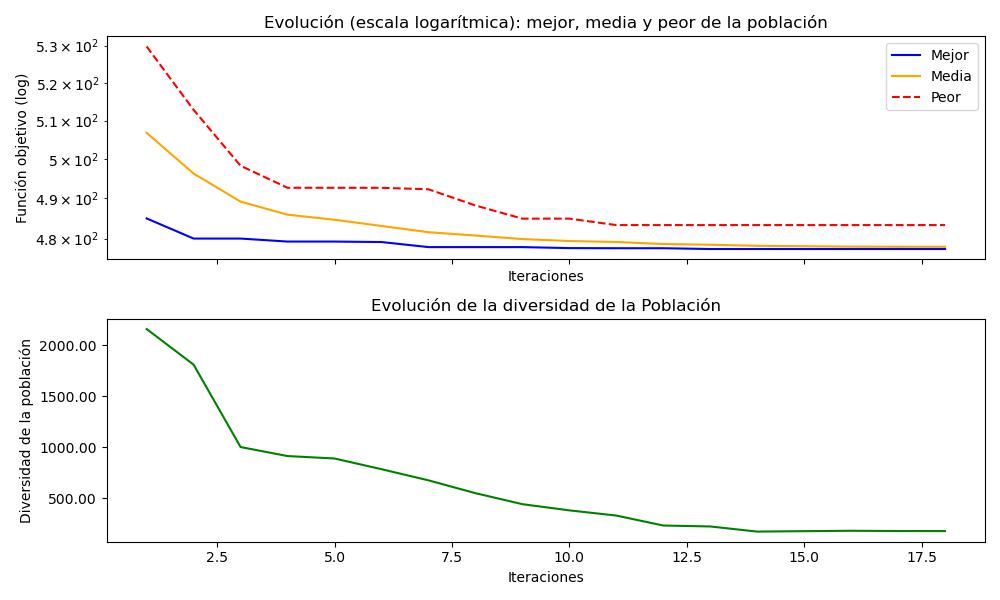 Evolución (escala logarítmica): mejor, media y peor de la población
Función objetivo (log)
5.3 × 10²
5.2 × 10²
5.1 × 10²
5 × 10²
4.9 × 10²
4.8 × 10²
Mejor
Media
Peor
Iteraciones
Evolución de la diversidad de la Población
Diversidad de la población
2000.00
1500.00
1000.00
500.00
2.5 5.0 7.5 10.0 12.5 15.0 17.5
Iteraciones